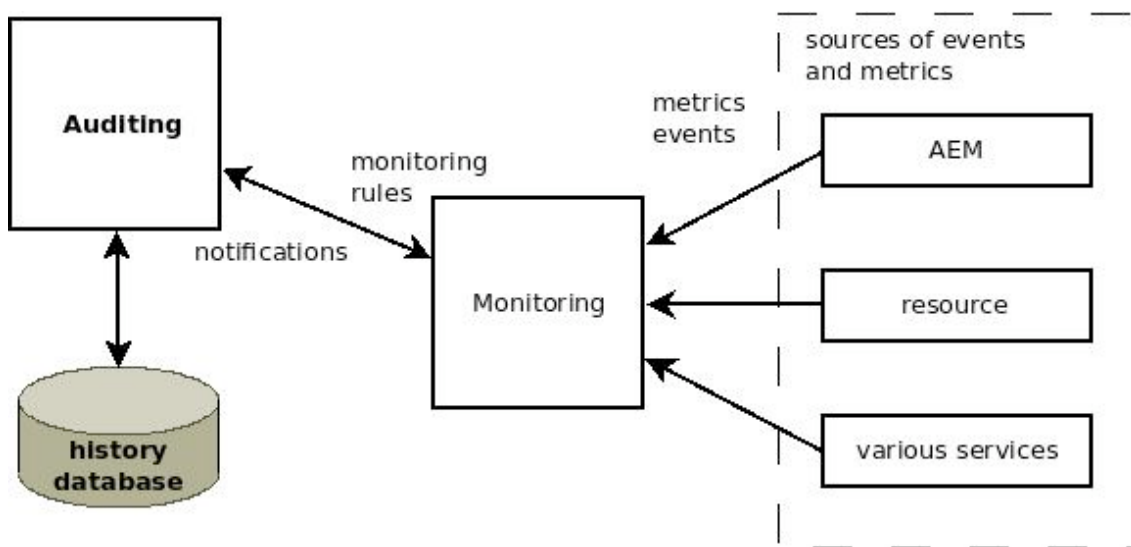 sources of events
and metrics
Auditing
metrics
events
AEM
monitoring
rules
notifications
Monitoring
resource
history
database
various services